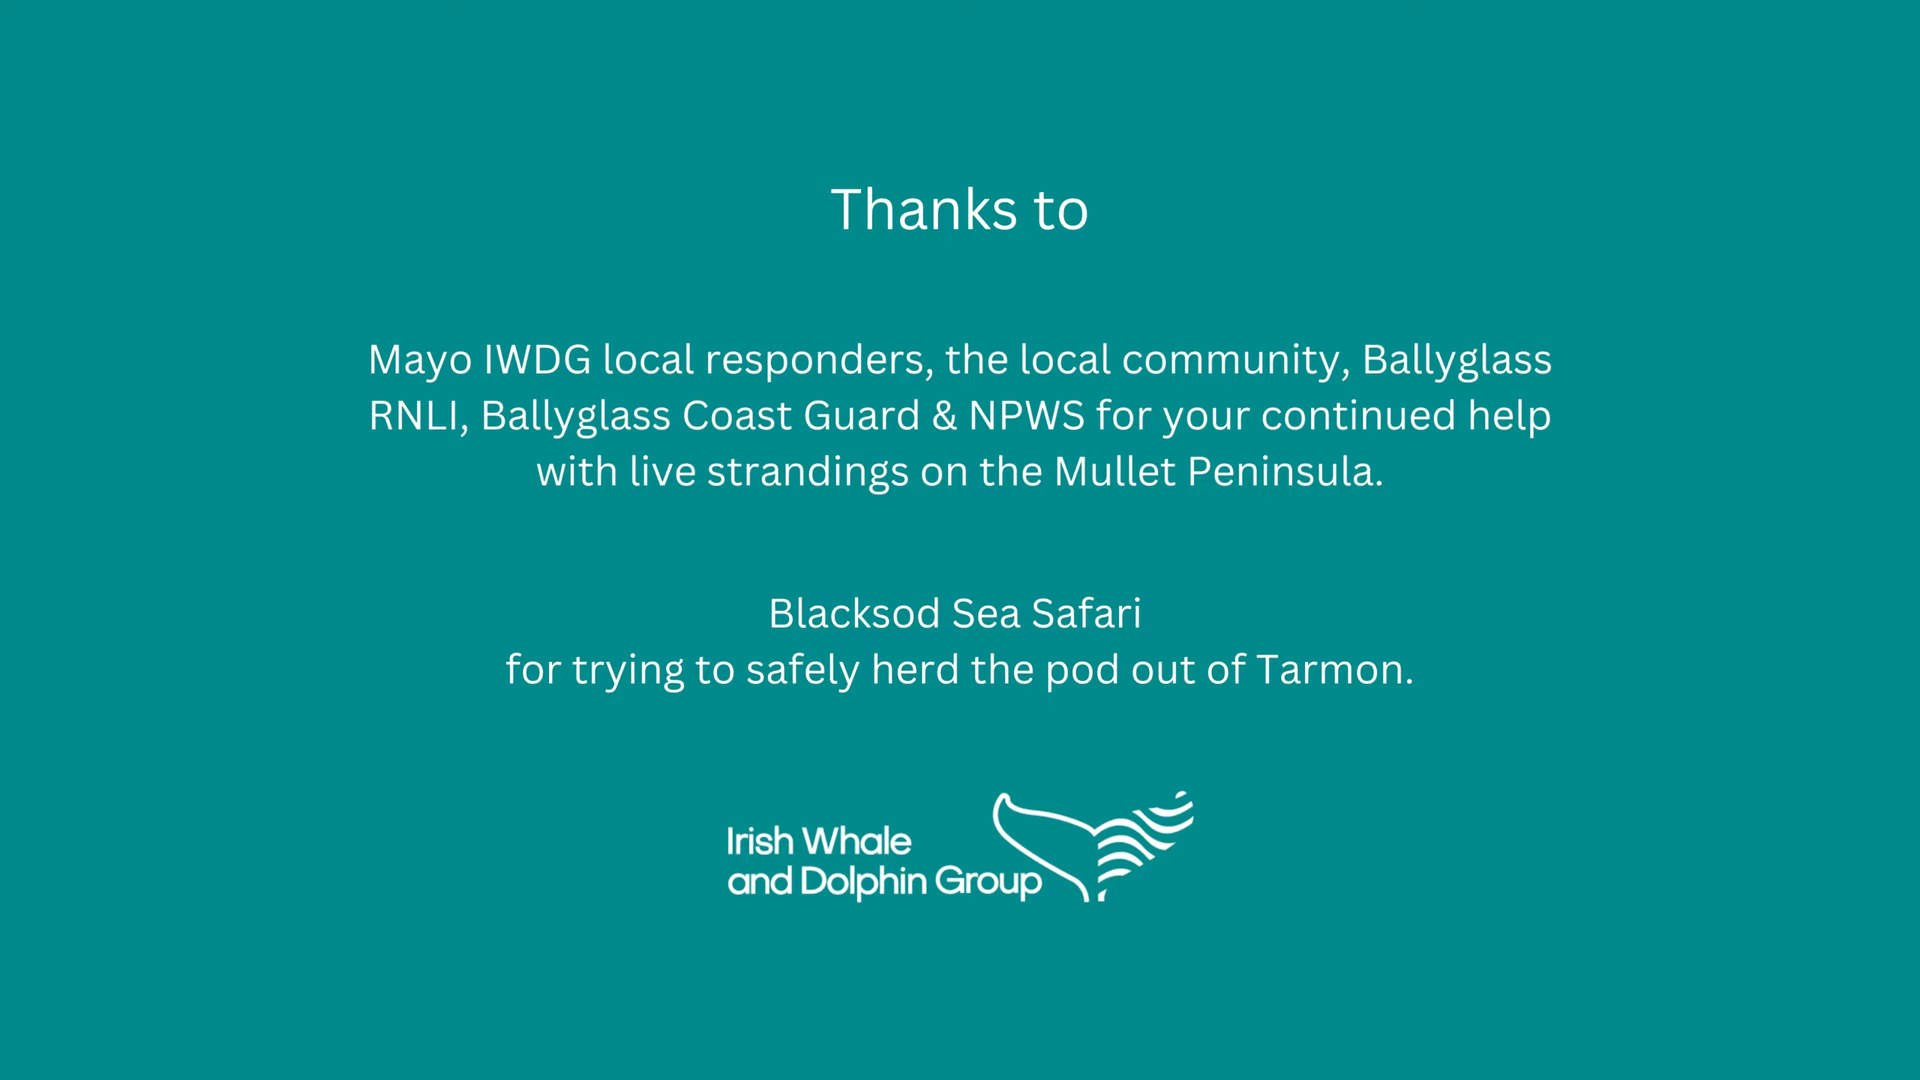 Thanks to
Mayo IWDG local responders, the local community, Ballyglass
RNLI, Ballyglass Coast Guard & NPWS for your continued help
with live strandings on the Mullet Peninsula.
Blacksod Sea Safari
for trying to safely herd the pod out of Tarmon.
Irish Whale
and Dolphin Group